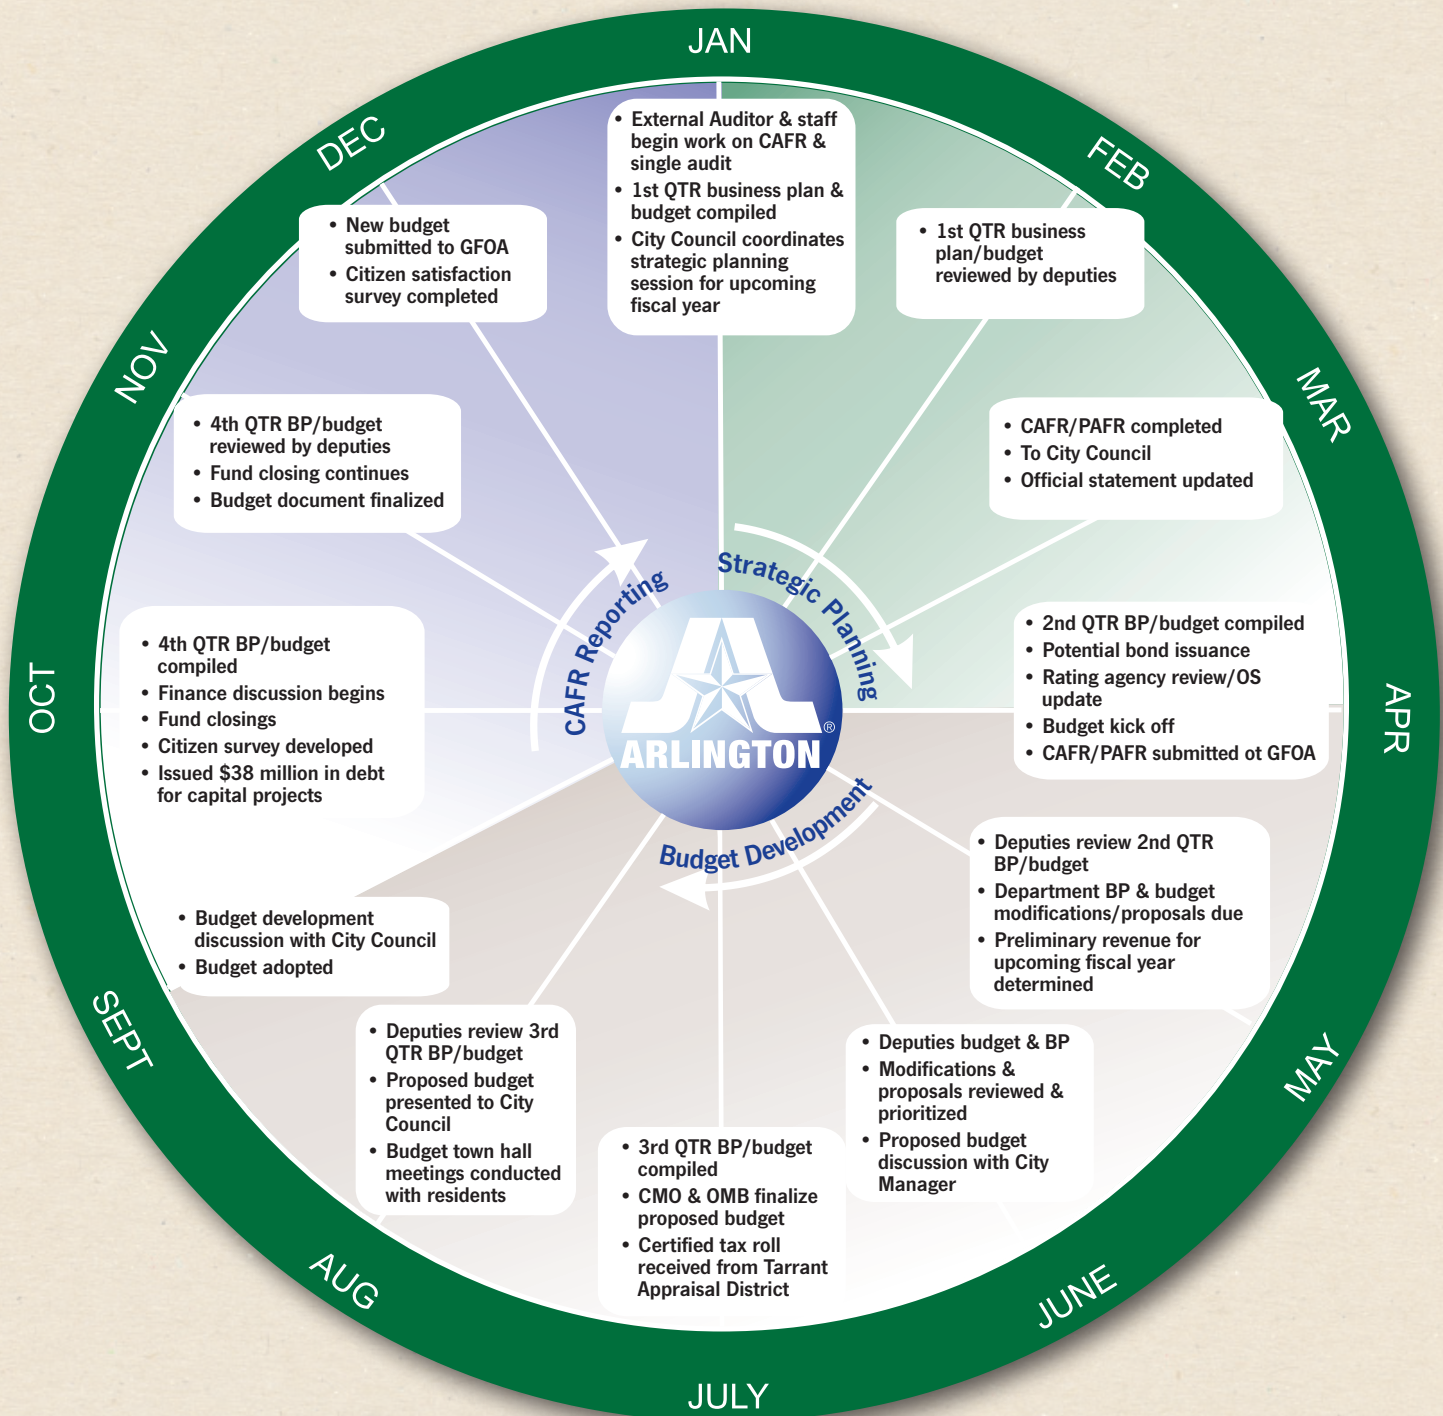 JAN
• External Auditor & staff
begin work on CAFR &
single audit
• 1st QTR business plan &
budget compiled
• City Council coordinates
strategic planning
session for upcoming
fiscal year
FEB
• 1st QTR business
plan/budget
reviewed by deputies
MAR
• CAFR/PAFR completed
• To City Council
• Official statement updated
APR
• 2nd QTR BP/budget compiled
• Potential bond issuance
• Rating agency review/OS
update
• Budget kick off
• CAFR/PAFR submitted ot GFOA
MAY
• Deputies review 2nd QTR
BP/budget
• Department BP & budget
modifications/proposals due
• Preliminary revenue for
upcoming fiscal year
determined
JUNE
• Deputies budget & BP
• Modifications &
proposals reviewed &
prioritized
• Proposed budget
discussion with City
Manager
JULY
• 3rd QTR BP/budget
compiled
• CMO & OMB finalize
proposed budget
• Certified tax roll
received from Tarrant
Appraisal District
AUG
• Deputies review 3rd
QTR BP/budget
• Proposed budget
presented to City
Council
• Budget town hall
meetings conducted
with residents
SEPT
• Budget development
discussion with City Council
• Budget adopted
OCT
• 4th QTR BP/budget
compiled
• Finance discussion begins
• Fund closings
• Citizen survey developed
• Issued $38 million in debt
for capital projects
NOV
• 4th QTR BP/budget
reviewed by deputies
• Fund closing continues
• Budget document finalized
DEC
• New budget
submitted to GFOA
• Citizen satisfaction
survey completed
Strategic Planning
Budget Development
CAFR Reporting
A
®
ARLINGTON